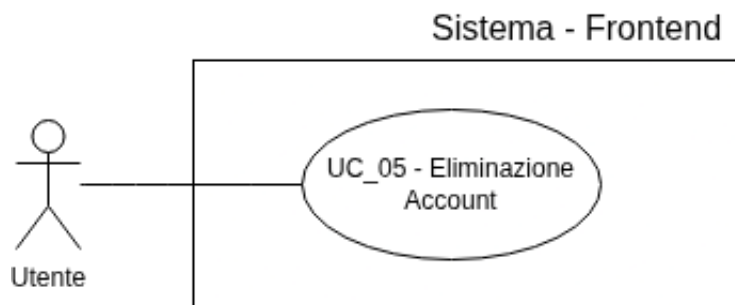 Sistema - Frontend
UC_05 - Eliminazione
Account
Utente